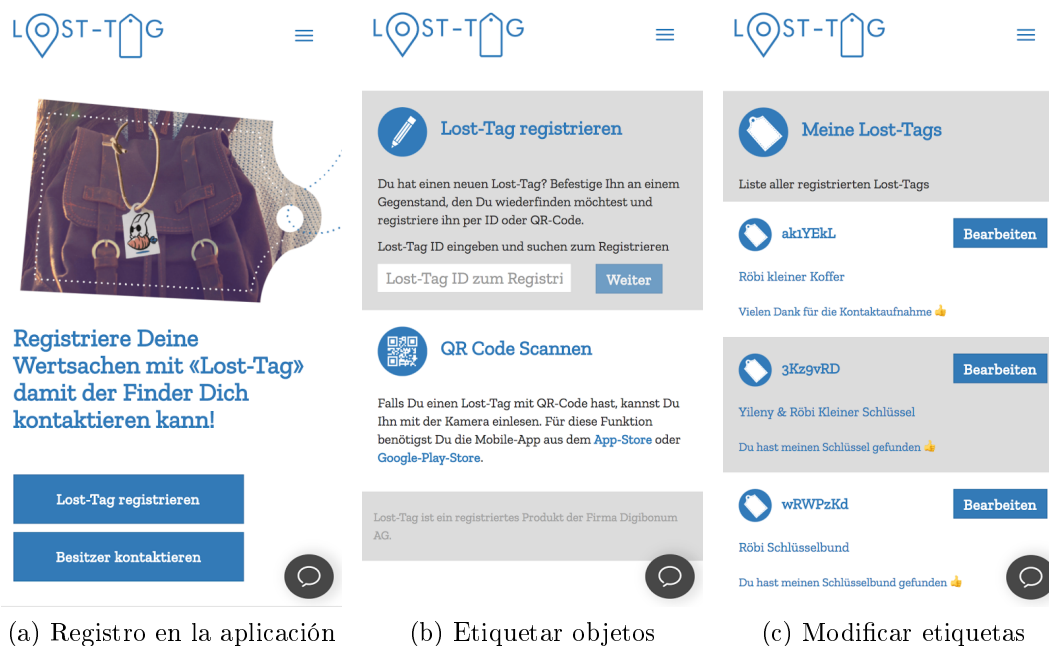 LOST-TAG
Registriere Deine
Wertsachen mit «Lost-Tag»
damit der Finder Dich
kontaktieren kann!
Lost-Tag registrieren
Besitzer kontaktieren
(a) Registro en la aplicación
LOST-TAG
Lost-Tag registrieren
Du hat einen neuen Lost-Tag? Befestige Ihn an einem
Gegenstand, den Du wiederfinden möchtest und
registriere ihn per ID oder QR-Code.
Lost-Tag ID eingeben und suchen zum Registrieren
Lost-Tag ID zum Registri
Weiter
QR Code Scannen
Falls Du einen Lost-Tag mit QR-Code hast, kannst Du
Ihn mit der Kamera einlesen. Für diese Funktion
benötigst Du die Mobile-App aus dem App-Store oder
Google-Play-Store.
Lost-Tag ist ein registriertes Produkt der Firma Digibonum
AG.
(b) Etiquetar objetos
LOST-TAG
Meine Lost-Tags
Liste aller registrierten Lost-Tags
ak1YEkL
Bearbeiten
Röbi kleiner Koffer
Vielen Dank für die Kontaktaufnahme 👍
3Kz9vRD
Bearbeiten
Yileny & Röbi Kleiner Schlüssel
Du hast meinen Schlüssel gefunden 👍
wRWPzKd
Bearbeiten
Röbi Schlüsselbund
Du hast meinen Schlüsselbund gefunden 👍
(c) Modificar etiquetas